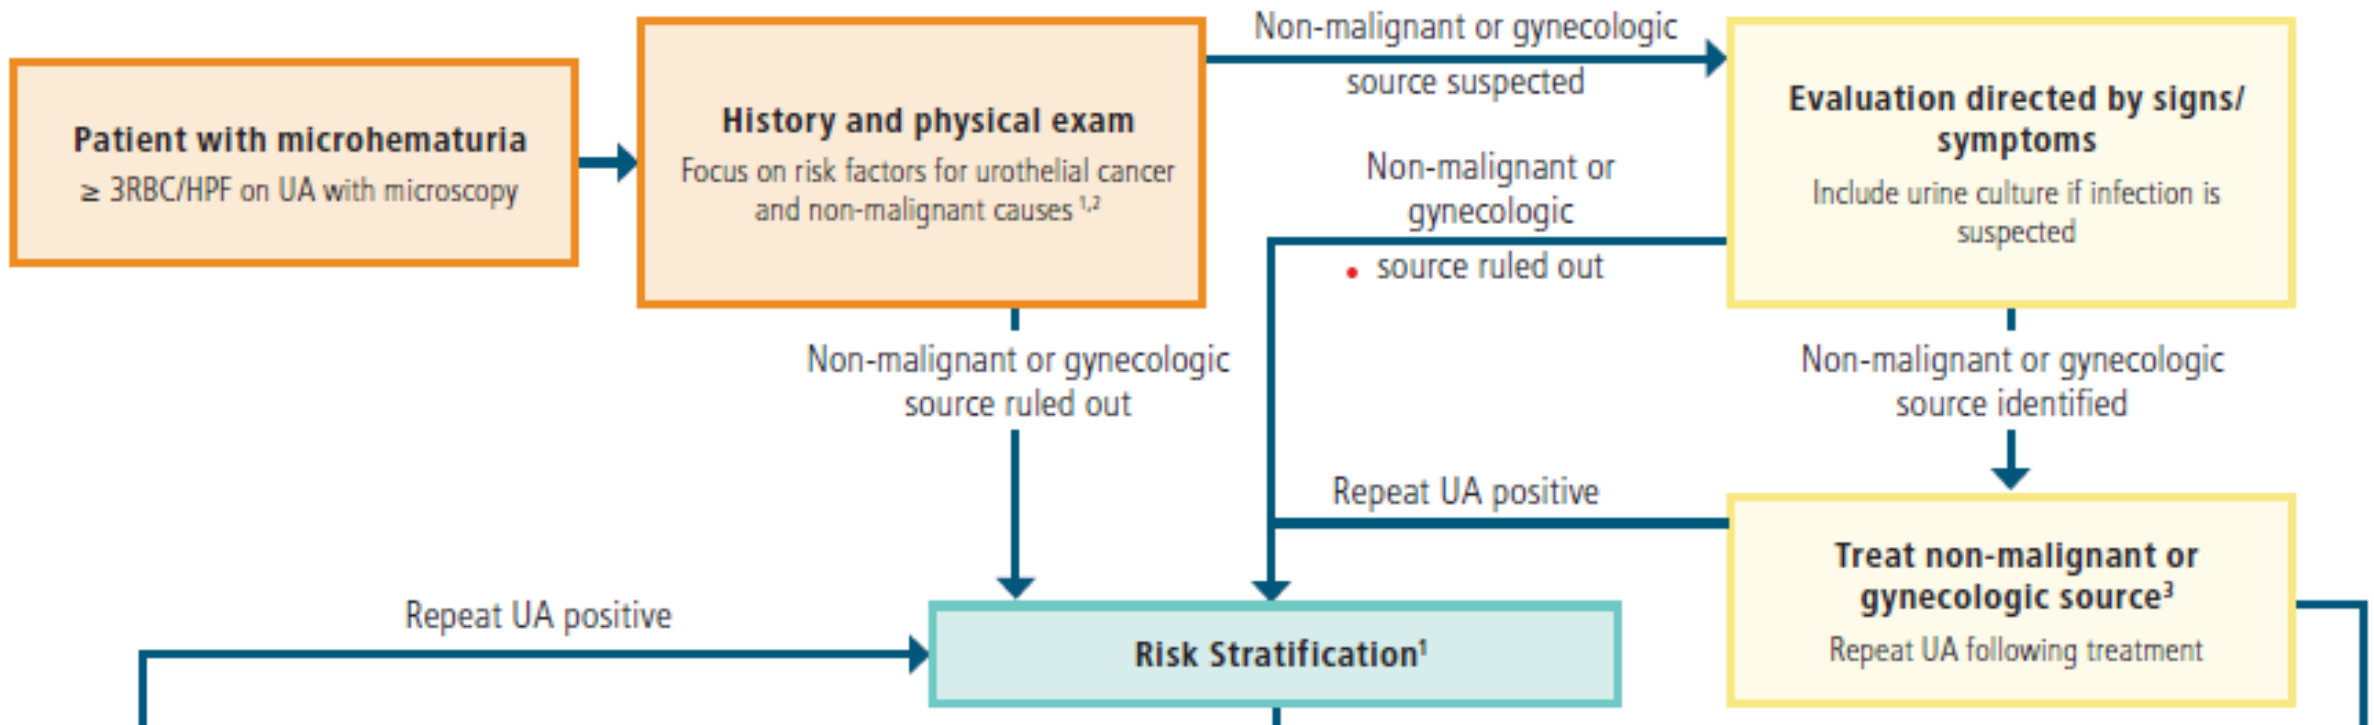 Patient with microhematuria
≥ 3RBC/HPF on UA with microscopy
History and physical exam
Focus on risk factors for urothelial cancer
and non-malignant causes 1,2
Non-malignant or gynecologic
source suspected
Evaluation directed by signs/
symptoms
Include urine culture if infection is
suspected
Non-malignant or
gynecologic
• source ruled out
Non-malignant or gynecologic
source ruled out
Non-malignant or gynecologic
source identified
Repeat UA positive
Treat non-malignant or
gynecologic source3
Repeat UA following treatment
Repeat UA positive
Risk Stratification1